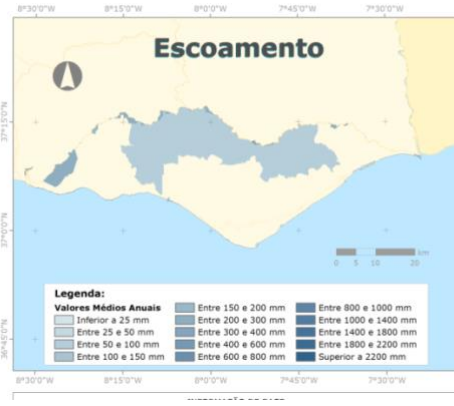 8°30'0"W 8°15'0"W 8°0'0"W 7°45'0"W 7°30'0"W
Escoamento
37°15'0"N
37°0'0"N
36°45'0"N
0 5 10 20 km
Legenda:
Valores Médios Anuais
Inferior a 25 mm
Entre 25 e 50 mm
Entre 50 e 100 mm
Entre 100 e 150 mm
Entre 150 e 200 mm
Entre 200 e 300 mm
Entre 300 e 400 mm
Entre 400 e 600 mm
Entre 600 e 800 mm
Entre 800 e 1000 mm
Entre 1000 e 1400 mm
Entre 1400 e 1800 mm
Entre 1800 e 2200 mm
Superior a 2200 mm
8°30'0"W 8°15'0"W 8°0'0"W 7°45'0"W 7°30'0"W